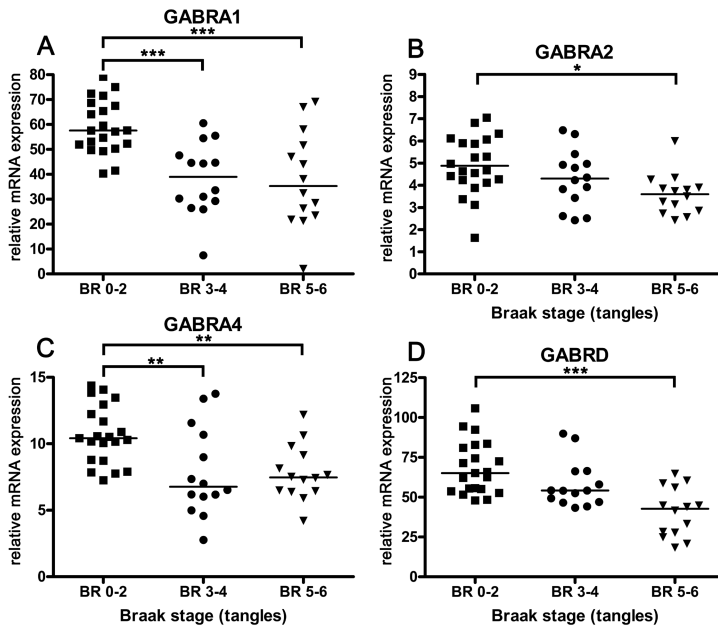 A
GABRA1
***
***
relative mRNA expression
80
70
60
50
40
30
20
10
0
BR 0-2
BR 3-4
BR 5-6
B
GABRA2
*
relative mRNA expression
9
8
7
6
5
4
3
2
1
0
BR 0-2
BR 3-4
BR 5-6
Braak stage (tangles)
C
GABRA4
**
**
relative mRNA expression
15
10
5
0
BR 0-2
BR 3-4
BR 5-6
Braak stage (tangles)
D
GABRD
***
relative mRNA expression
125
100
75
50
25
0
BR 0-2
BR 3-4
BR 5-6
Braak stage (tangles)